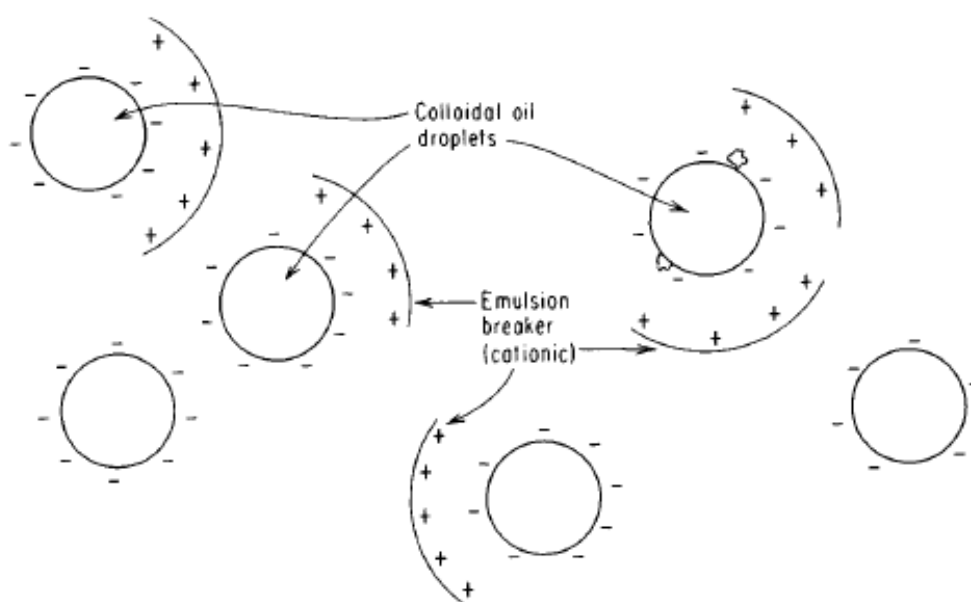 Colloidal oil
droplets
Emulsion
breaker
(cationic)